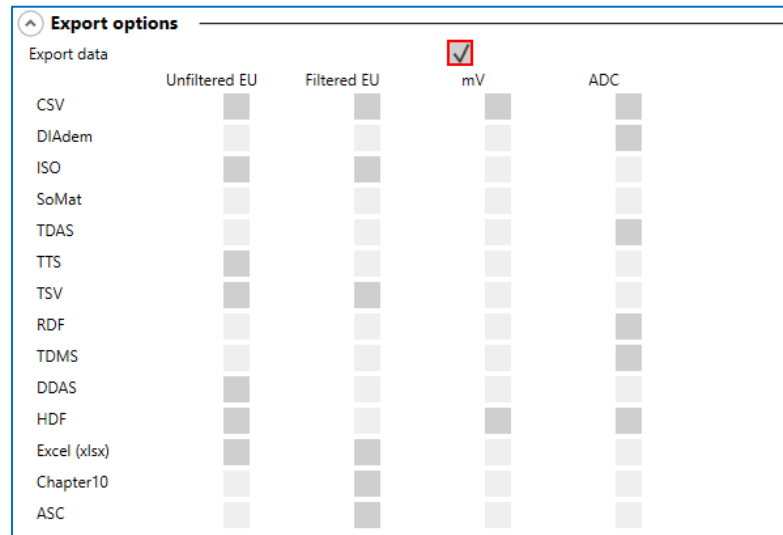 Export options
Export data
Unfiltered EU Filtered EU mV ADC
CSV
DIAdem
ISO
SoMat
TDAS
TTS
TSV
RDF
TDMS
DDAS
HDF
Excel (xlsx)
Chapter10
ASC